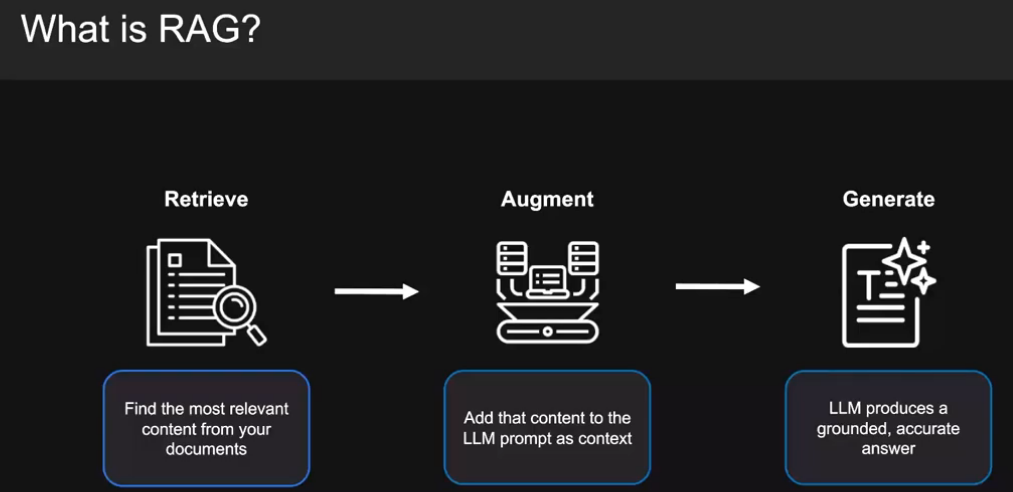 What is RAG?
Retrieve
Augment
Generate
T
Find the most relevant
content from your
documents
Add that content to the
LLM prompt as context
LLM produces a
grounded, accurate
answer